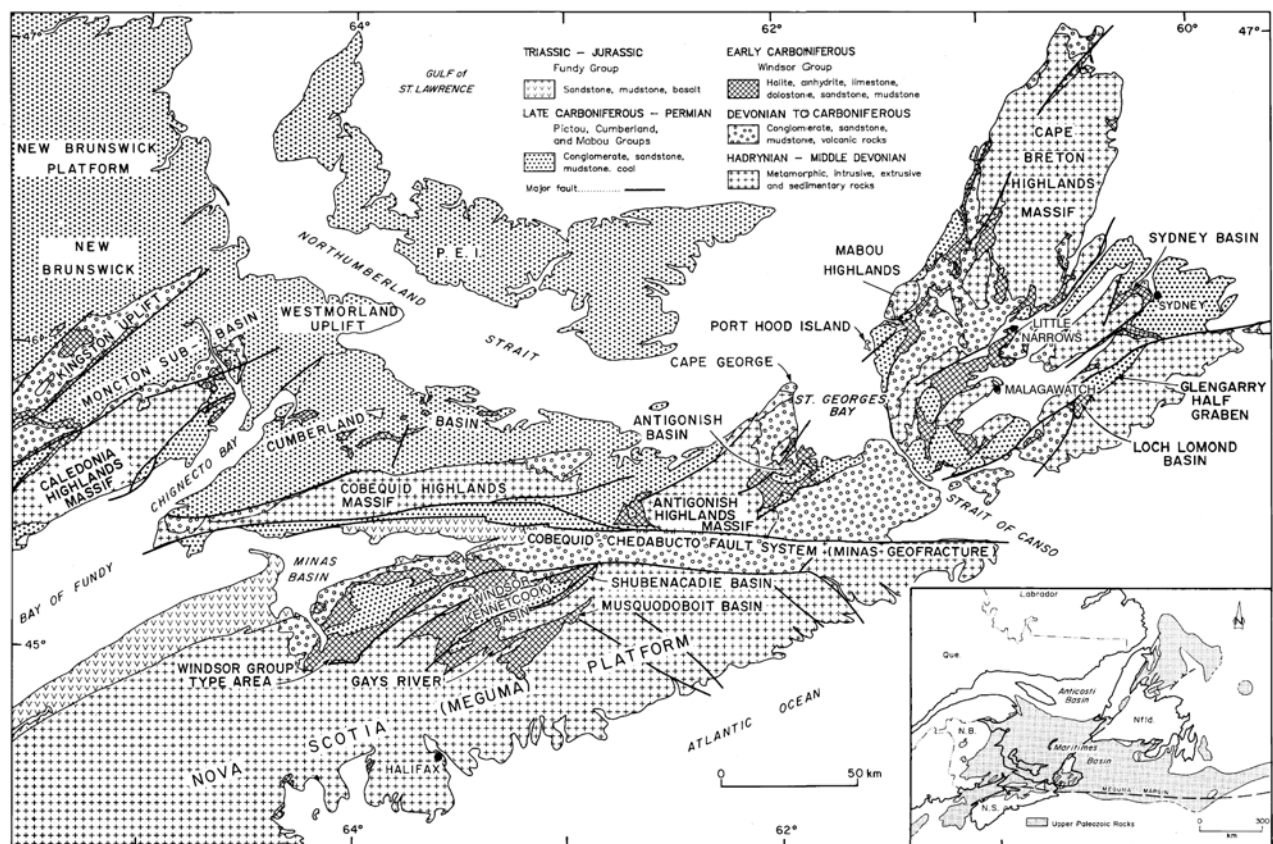 64°
62°
60°
47°
47°
GULF of
ST. LAWRENCE
TRIASSIC – JURASSIC
Fundy Group
Sandstone, mudstone, basalt
LATE CARBONIFEROUS – PERMIAN
Pictou, Cumberland,
and Mabou Groups
Conglomerate, sandstone,
mudstone, coal
Major fault
EARLY CARBONIFEROUS
Windsor Group
Halite, anhydrite, limestone,
dolostone, sandstone, mudstone
DEVONIAN TO CARBONIFEROUS
Conglomerate, sandstone,
mudstone, volcanic rocks
HADRYNIAN – MIDDLE DEVONIAN
Metamorphic, intrusive, extrusive
and sedimentary rocks
NEW BRUNSWICK
PLATFORM
NEW
BRUNSWICK
CAPE
BRETON
HIGHLANDS
MASSIF
P.E.I.
NORTHUMBERLAND
STRAIT
MABOU
HIGHLANDS
SYDNEY BASIN
SYDNEY
PORT HOOD ISLAND
LITTLE
NARROWS
WESTMORLAND
UPLIFT
46°
46°
KINGSTON UPLIFT
MONCTON SUB-BASIN
CAPE GEORGE
ST. GEORGES
BAY
MALAGAWATCH
GLENGARRY
HALF
GRABEN
LOCH LOMOND
BASIN
ANTIGONISH
BASIN
CUMBERLAND BASIN
CALEDONIA
HIGHLANDS
MASSIF
CHIGNECTO BAY
COBEQUID HIGHLANDS
MASSIF
ANTIGONISH
HIGHLANDS
MASSIF
STRAIT OF CANSO
COBEQUID-CHEDABUCTO FAULT SYSTEM (MINAS-GEOFRACTURE)
MINAS
BASIN
BAY OF FUNDY
WINDSOR
(KENNETCOOK)
BASIN
SHUBENACADIE BASIN
MUSQUODOBOIT BASIN
45°
45°
WINDSOR GROUP
TYPE AREA
GAYS RIVER
NOVA SCOTIA (MEGUMA) PLATFORM
HALIFAX
ATLANTIC OCEAN
0 50 km
64°
62°
Labrador
Que.
Anticosti
Basin
Nfld.
N.B.
Maritimes
Basin
MEGUMA MARGIN
N.S.
Upper Paleozoic Rocks
0 300
km